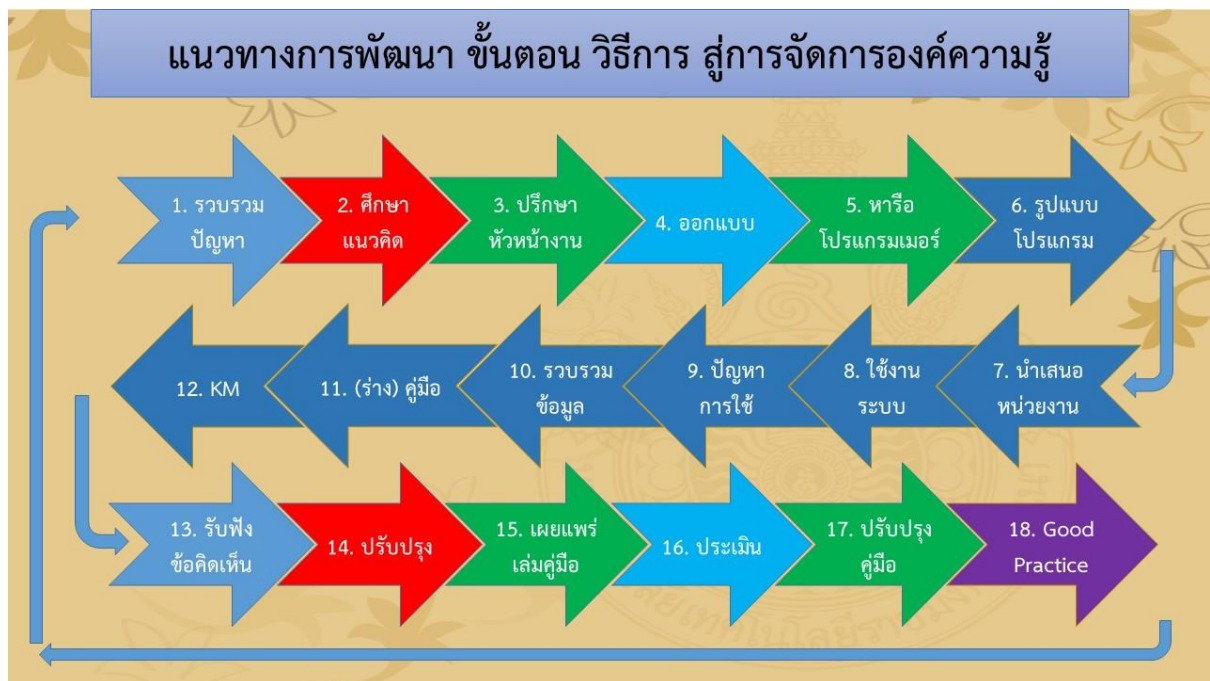 แนวทางการพัฒนา ขั้นตอน วิธีการ สู่การจัดการองค์ความรู้
1. รวบรวม
ปัญหา
2. ศึกษา
แนวคิด
3. ปรึกษา
หัวหน้างาน
4. ออกแบบ
5. หารือ
โปรแกรมเมอร์
6. รูปแบบ
โปรแกรม
7. นำเสนอ
หน่วยงาน
8. ใช้งาน
ระบบ
9. ปัญหา
การใช้
10. รวบรวม
ข้อมูล
11. (ร่าง) คู่มือ
12. KM
13. รับฟัง
ข้อคิดเห็น
14. ปรับปรุง
15. เผยแพร่
เล่มคู่มือ
16. ประเมิน
17. ปรับปรุง
คู่มือ
18. Good
Practice